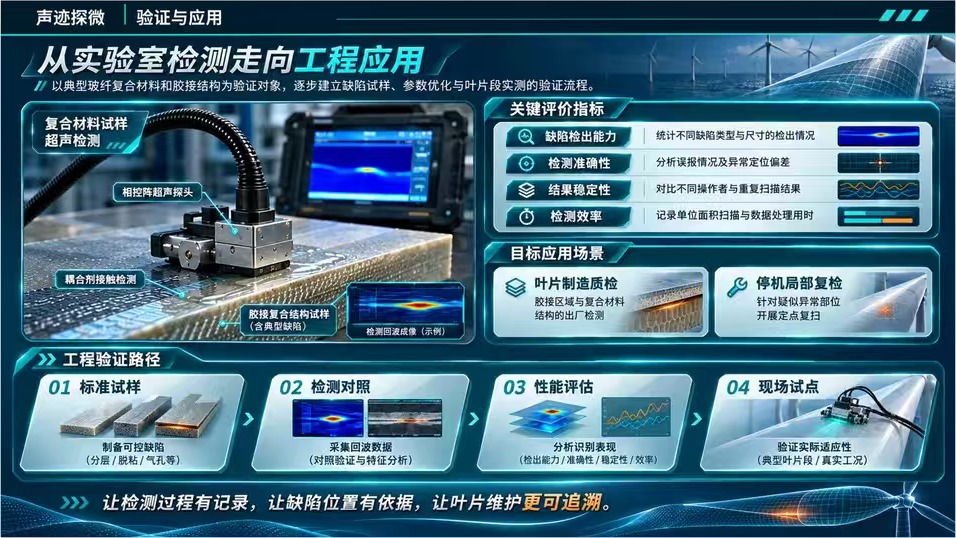 声迹探微
验证与应用
从实验室检测走向工程应用
以典型玻纤复合材料和胶接结构为验证对象，逐步建立缺陷试样、参数优化与叶片段实测的验证流程。
复合材料试样
超声检测
相控阵超声探头
耦合剂接触检测
胶接复合结构试样
（含典型缺陷）
检测回波成像（示例）
关键评价指标
缺陷检出能力
统计不同缺陷类型与尺寸的检出情况
检测准确性
分析误报情况及异常定位偏差
结果稳定性
对比不同操作者与重复扫描结果
检测效率
记录单位面积扫描与数据处理用时
目标应用场景
叶片制造质检
胶接区域与复合材料
结构的出厂检测
停机局部复检
针对疑似异常部位
开展定点复扫
工程验证路径
01 标准试样
制备可控缺陷
（分层 / 脱粘 / 气孔等）
02 检测对照
采集回波数据
（对照验证与特征分析）
03 性能评估
分析识别表现
（检出能力 / 准确性 / 稳定性 / 效率）
04 现场试点
验证实际适应性
（典型叶片段 / 真实工况）
让检测过程有记录，让缺陷位置有依据，让叶片维护更可追溯。